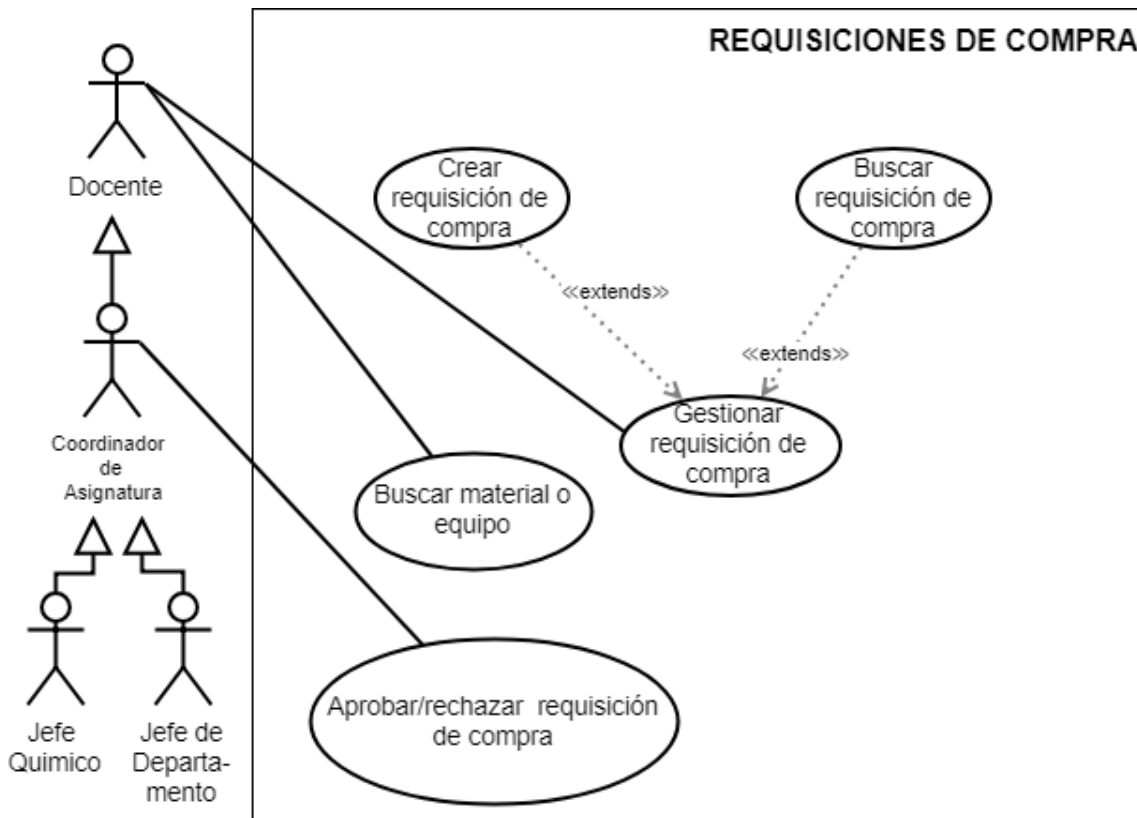 REQUISICIONES DE COMPRA
Docente
Crear
requisición de
compra
Buscar
requisición de
compra
≪extends≫
≪extends≫
Gestionar
requisición de
compra
Coordinador
de
Asignatura
Buscar material o
equipo
Aprobar/rechazar requisición
de compra
Jefe
Quimico
Jefe de
Departa-
mento